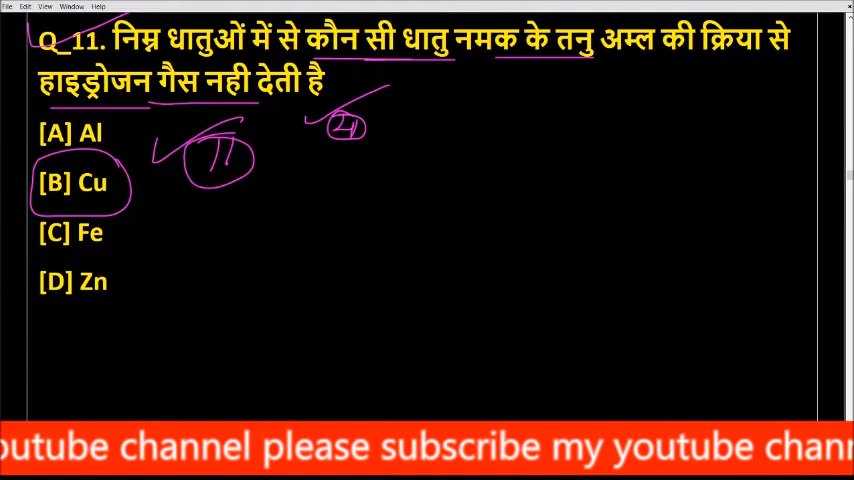 File Edit View Window Help
Q_11. निम्न धातुओं में से कौन सी धातु नमक के तनु अम्ल की क्रिया से
हाइड्रोजन गैस नही देती है
[A] Al
[B] Cu
[C] Fe
[D] Zn
outube channel please subscribe my youtube chann